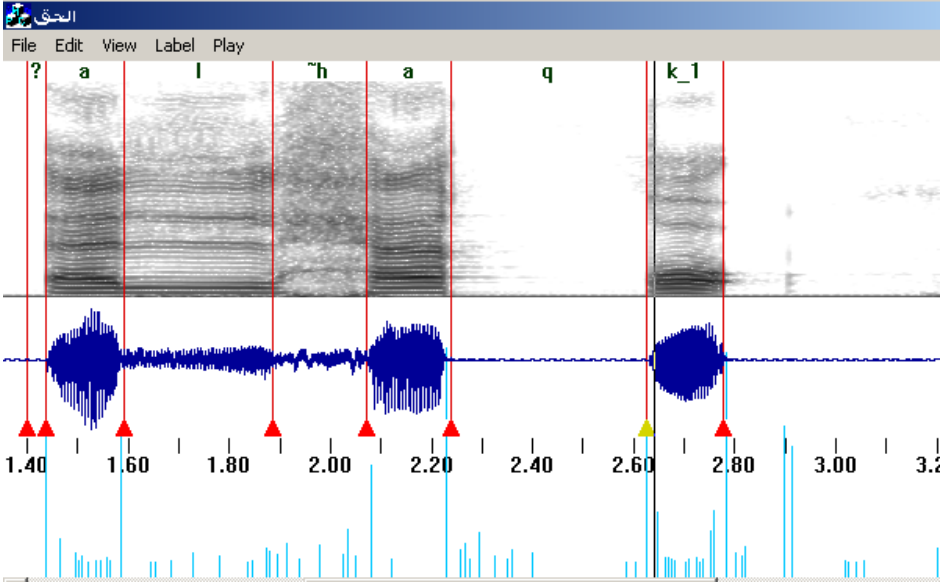 الحق
File Edit View Label Play
? a l ~h a q k_1
1.40 1.60 1.80 2.00 2.20 2.40 2.60 2.80 3.00 3.2